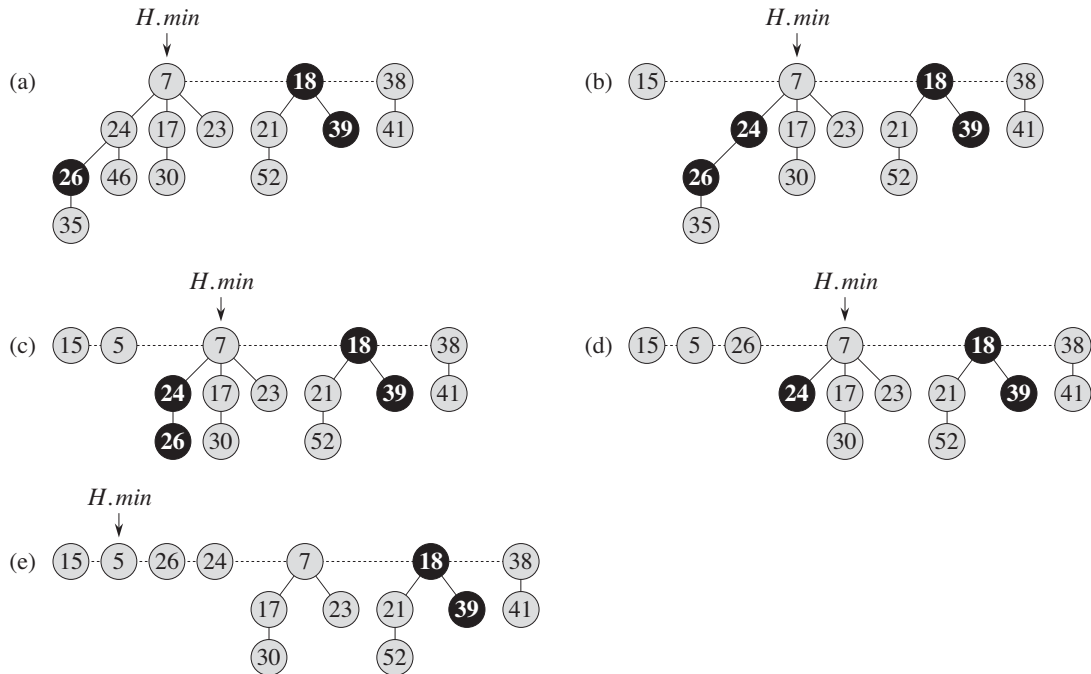 H.min H.min
(a) 7 18 38 (b) 15 7 18 38
24 17 23 21 39 41 24 17 23 21 39 41
26 46 30 52 26 30 52
35 35
H.min H.min
(c) 15 5 7 18 38 (d) 15 5 26 7 18 38
24 17 23 21 39 41 24 17 23 21 39 41
26 30 52 30 52
H.min
(e) 15 5 26 24 7 18 38
17 23 21 39 41
30 52